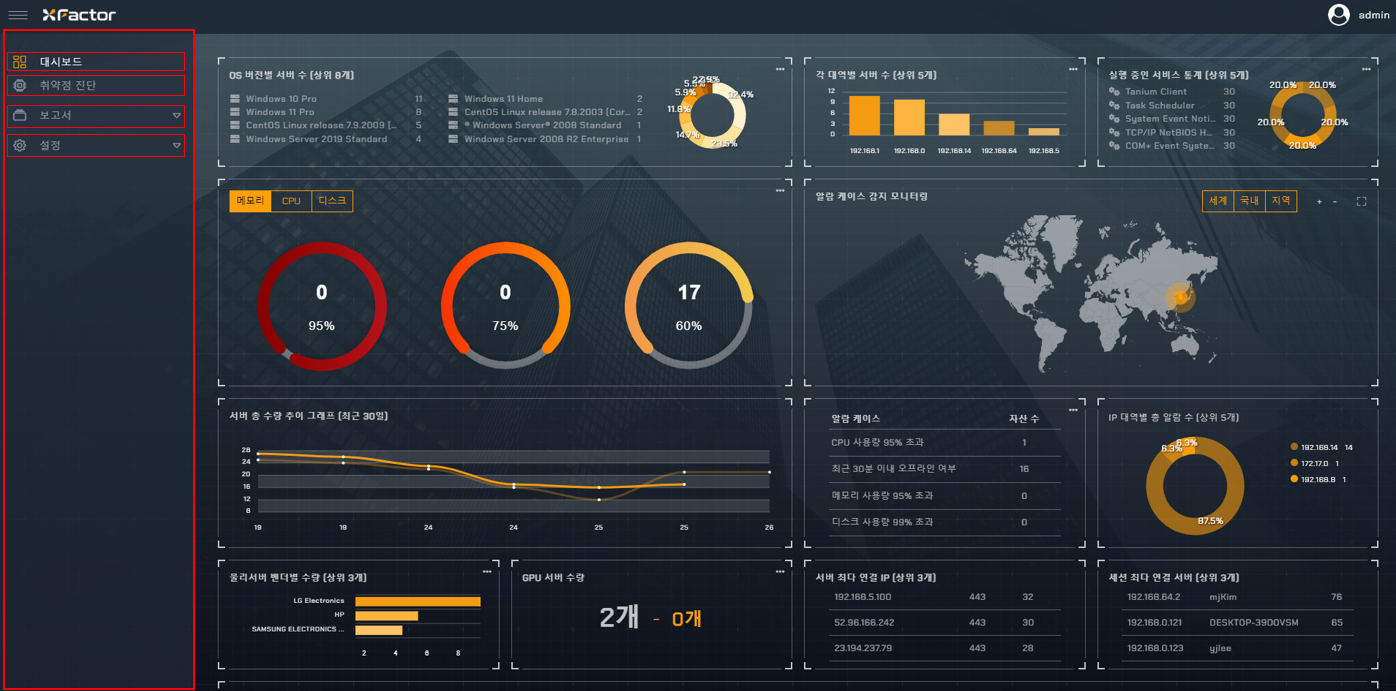 XFactor
admin
대시보드
취약점 진단
보고서
설정
OS 버전별 서버 수 (상위 8개)
Windows 10 Pro 11
Windows 11 Pro 8
CentOS Linux release 7.9.2009 (... 5
Windows Server 2019 Standard 4
Windows 11 Home 2
CentOS Linux release 7.8.2003 (Cor... 2
® Windows Server® 2008 Standard 1
Windows Server 2008 R2 Enterprise 1
5.9%
11.8%
14.7%
23.5%
32.4%
각 대역별 서버 수 (상위 5개)
12
9
6
3
0
192.168.1 192.168.0 192.168.14 192.168.64 192.168.5
실행 중인 서비스 통계 (상위 5개)
Tanium Client 30
Task Scheduler 30
System Event Noti... 30
TCP/IP NetBIOS H... 30
COM+ Event Syste... 30
20.0% 20.0%
20.0% 20.0%
20.0%
메모리 CPU 디스크
0 0 17
95% 75% 60%
알람 케이스 감지 모니터링
세계 국내 지역 + -
서버 총 수량 추이 그래프 (최근 30일)
28
24
20
16
12
8
19 19 24 24 25 25 26
알람 케이스 자산 수
CPU 사용량 95% 초과 1
최근 30분 이내 오프라인 여부 16
메모리 사용량 95% 초과 0
디스크 사용량 99% 초과 0
IP 대역별 총 알람 수 (상위 5개)
6.3% 6.3%
87.5%
192.168.14 14
172.17.0 1
192.168.8 1
물리서버 벤더별 수량 (상위 3개)
LG Electronics
HP
SAMSUNG ELECTRONICS ...
2 4 6 8
GPU 서버 수량
2개 - 0개
서버 최다 연결 IP (상위 3개)
192.168.5.100 443 32
52.96.166.242 443 30
23.194.237.79 443 28
세션 최다 연결 서버 (상위 3개)
192.168.64.2 mjKim 76
192.168.0.121 DESKTOP-39D0VSM 65
192.168.0.123 yjlee 47